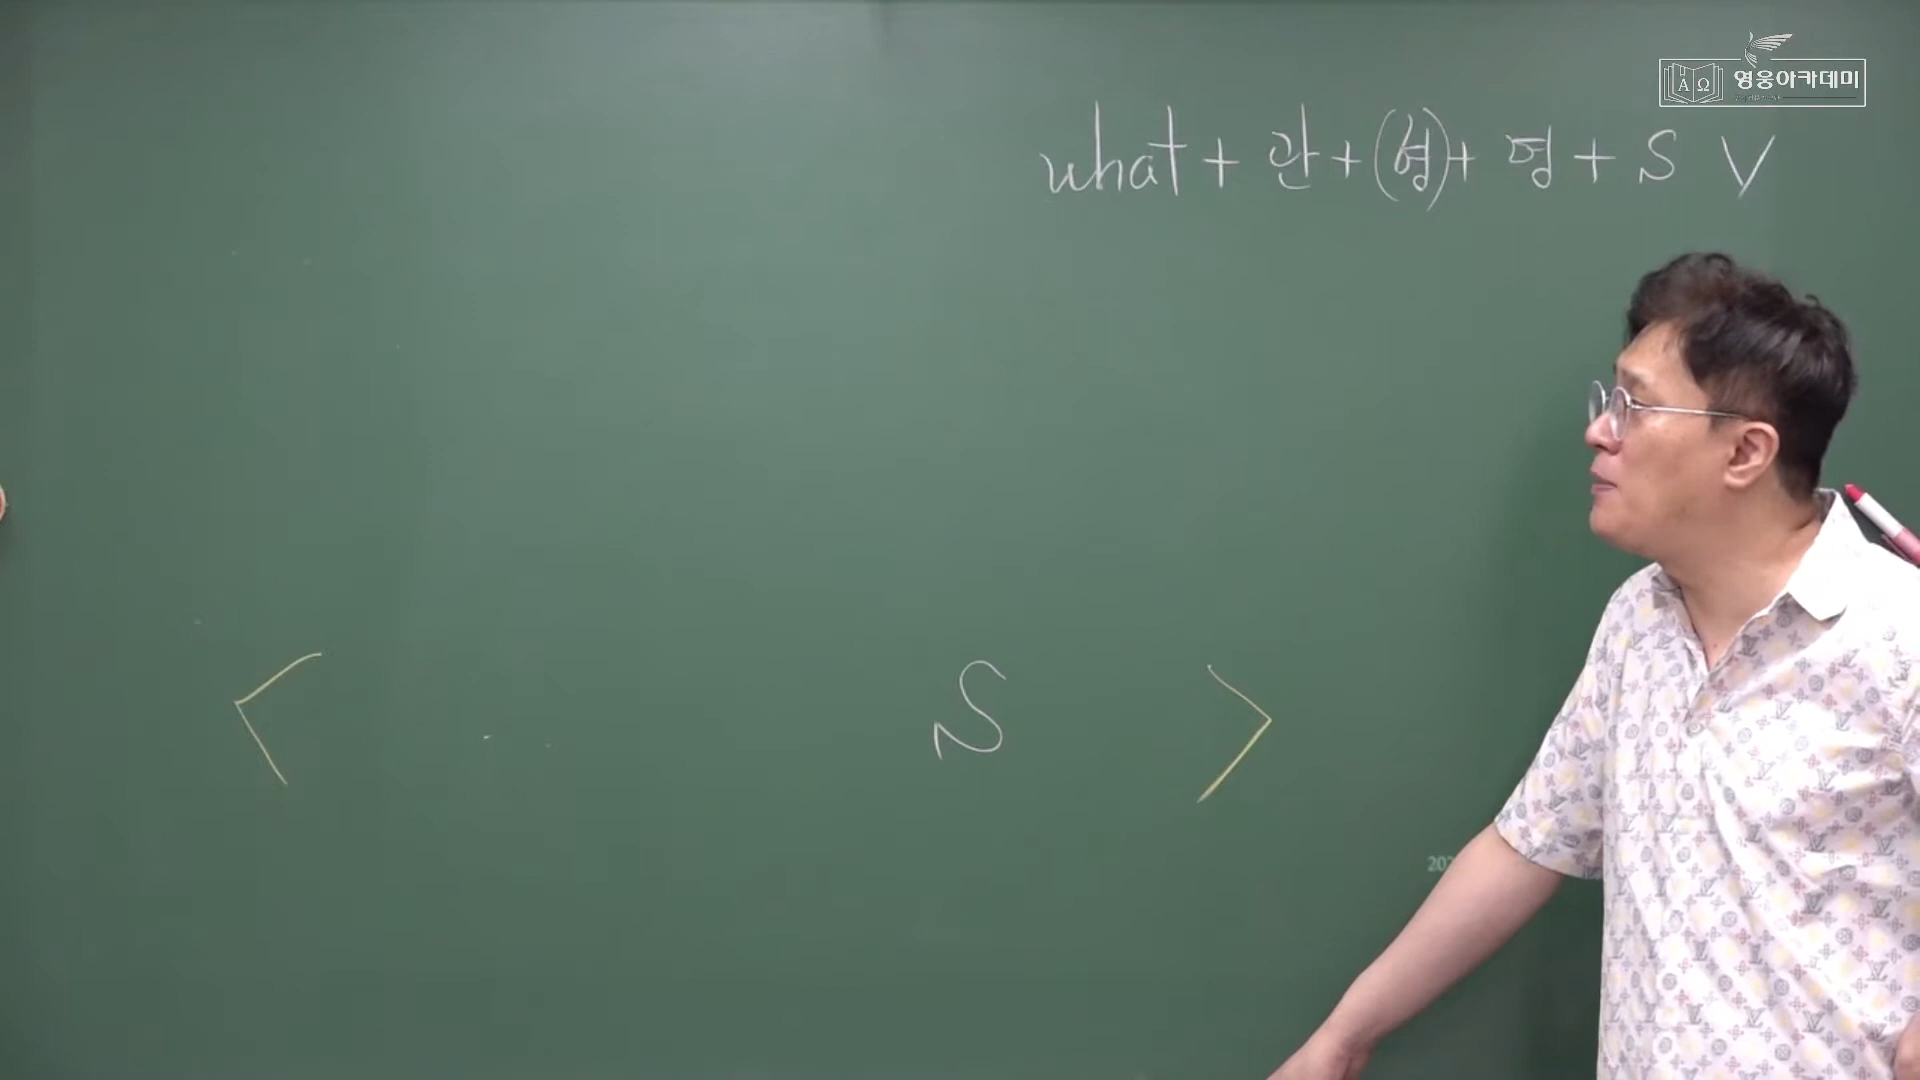 영웅아카데미
what + 관 + (형) + 명 + S V
< S >